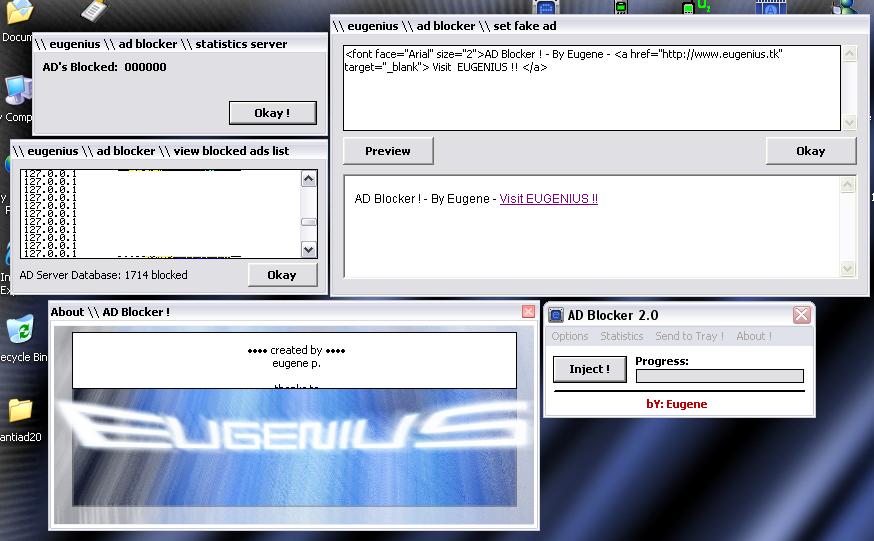 Docum
\\ eugenius \\ ad blocker \\ statistics server
AD's Blocked: 000000
Okay !
\\ eugenius \\ ad blocker \\ set fake ad
<font face="Arial" size="2">AD Blocker ! - By Eugene - <a href="http://www.eugenius.tk"
target="_blank"> Visit EUGENIUS !! </a>
Preview
Okay
AD Blocker ! - By Eugene - Visit EUGENIUS !!
y Comp
\\ eugenius \\ ad blocker \\ view blocked ads list
127.0.0.1
127.0.0.1
127.0.0.1
127.0.0.1
127.0.0.1
127.0.0.1
127.0.0.1
127.0.0.1
127.0.0.1
127.0.0.1
127.0.0.1
AD Server Database: 1714 blocked
Okay
About \\ AD Blocker !
•••• created by ••••
eugene p.
thanks to
EUGENIUS
AD Blocker 2.0
Options Statistics Send to Tray ! About !
Inject !
Progress:
bY: Eugene
ecycle Bin
antiad20